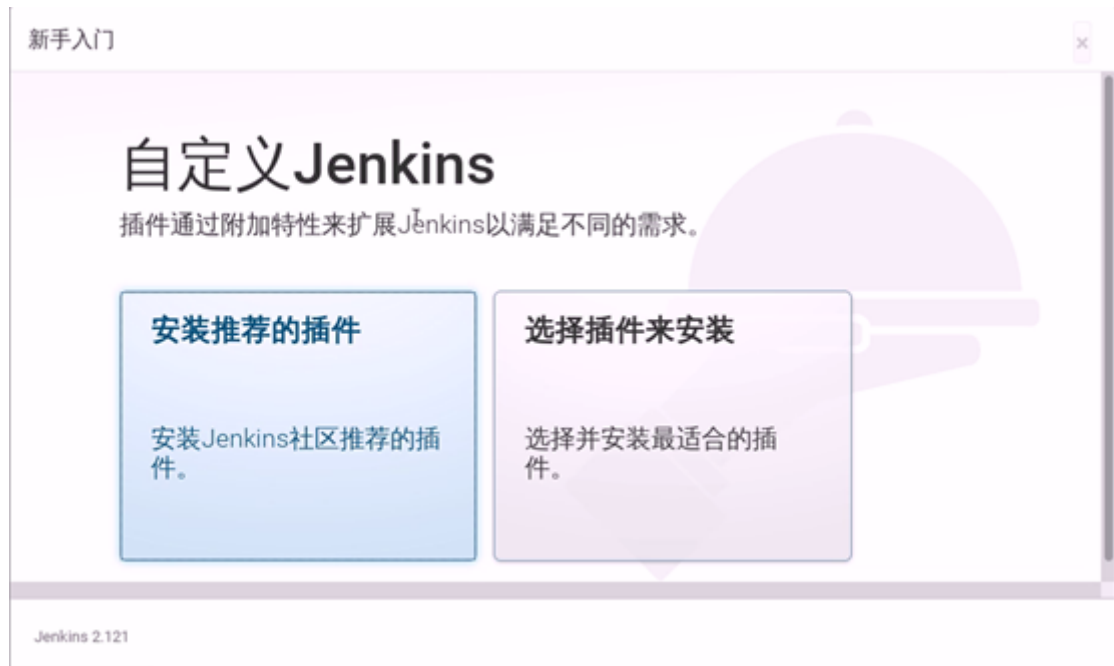 新手入门
×
自定义Jenkins
插件通过附加特性来扩展Jenkins以满足不同的需求。
安装推荐的插件
安装Jenkins社区推荐的插
件。
选择插件来安装
选择并安装最适合的插
件。
Jenkins 2.121